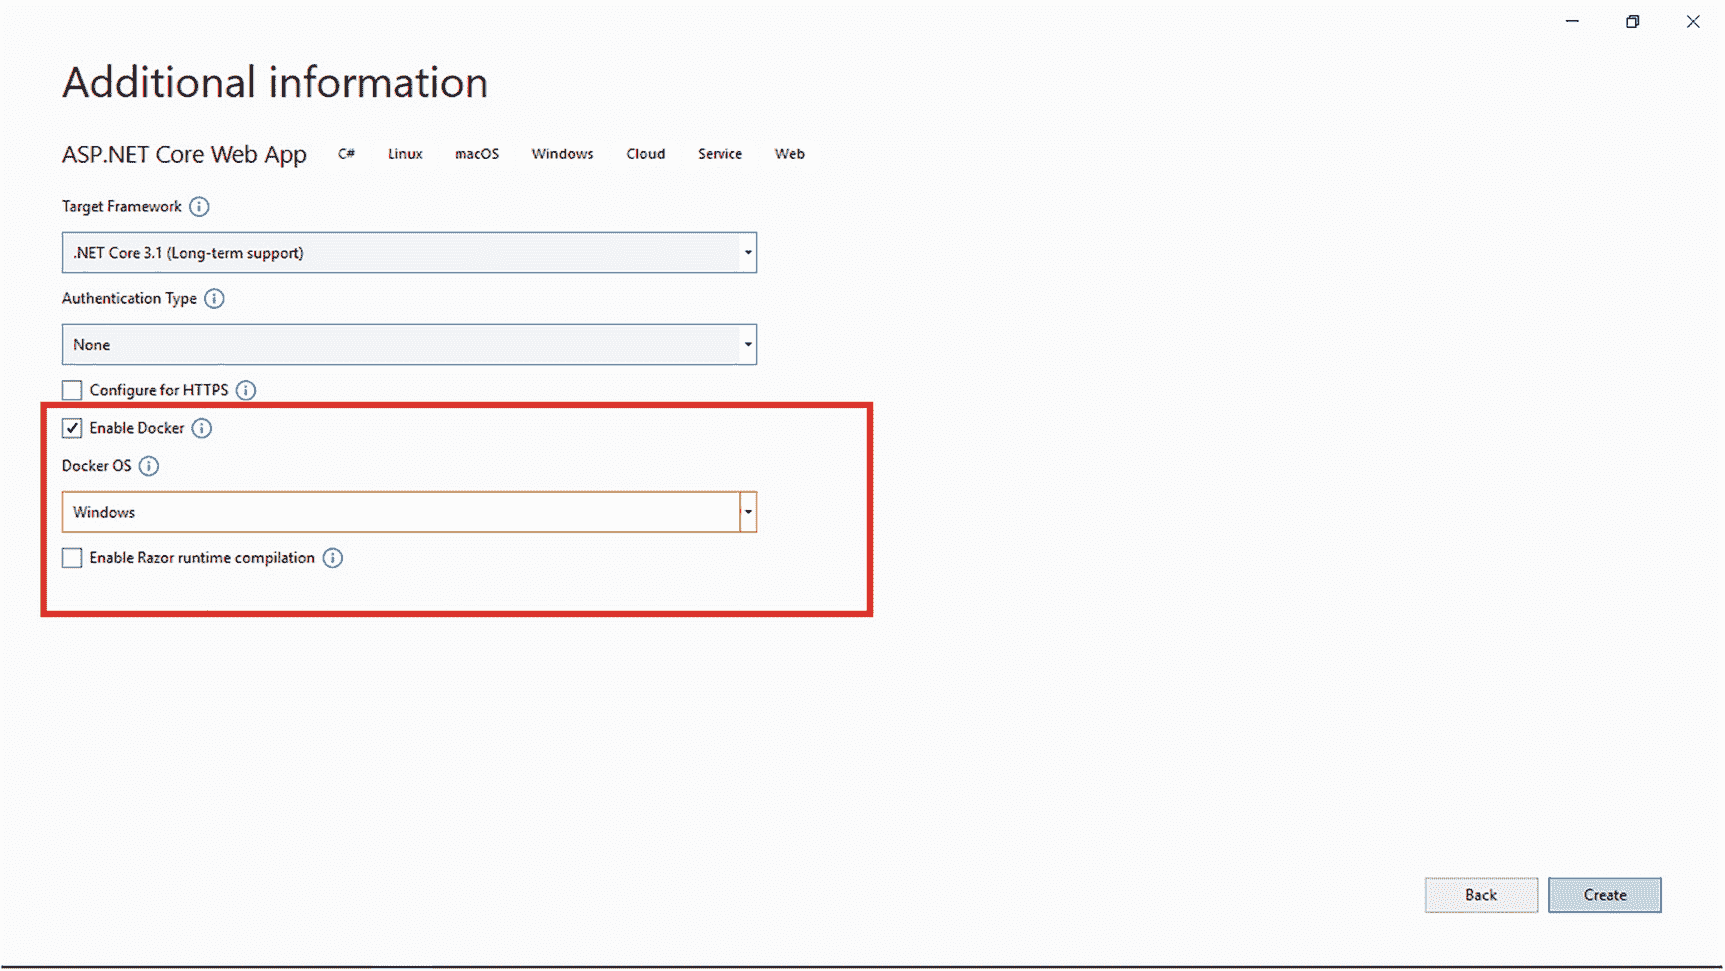 Additional information
ASP.NET Core Web App C# Linux macOS Windows Cloud Service Web
Target Framework
.NET Core 3.1 (Long-term support)
Authentication Type
None
Configure for HTTPS
Enable Docker
Docker OS
Windows
Enable Razor runtime compilation
Back Create